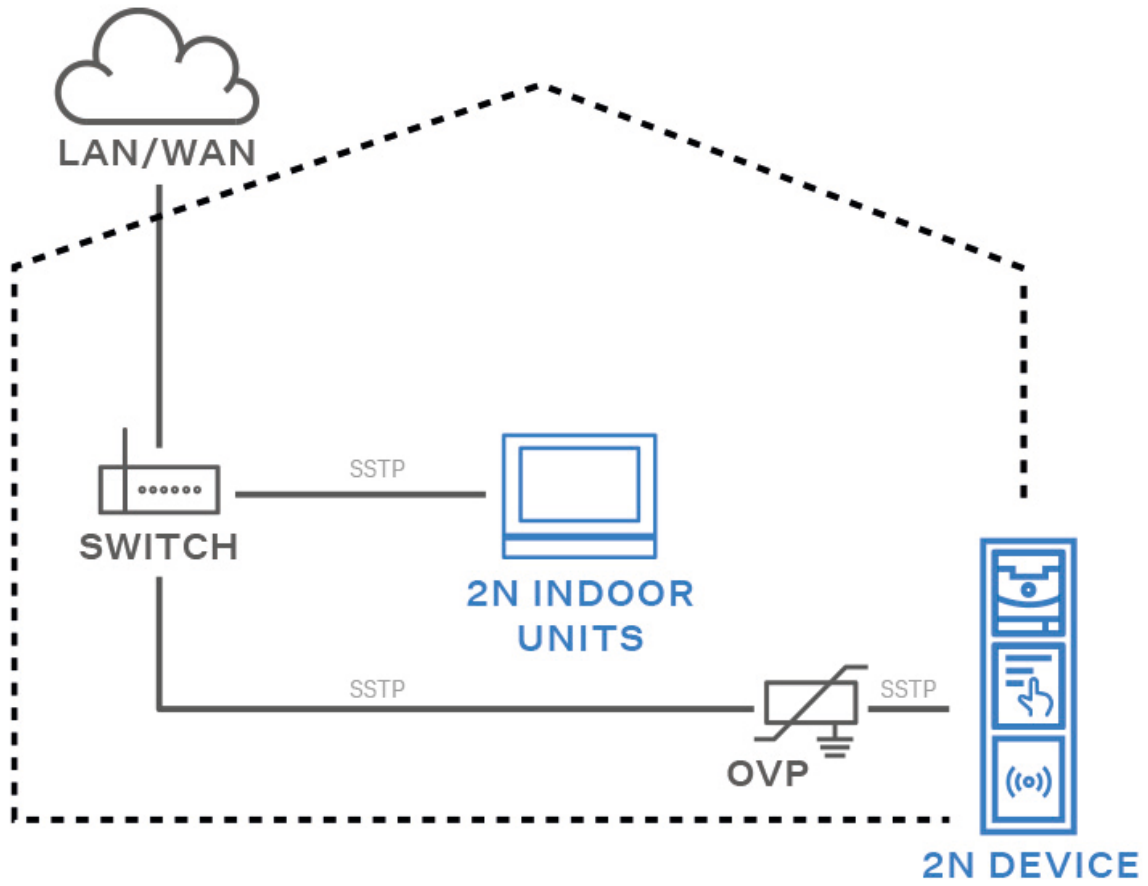 LAN/WAN
SSTP
SWITCH
2N INDOOR
UNITS
SSTP
SSTP
OVP
2N DEVICE